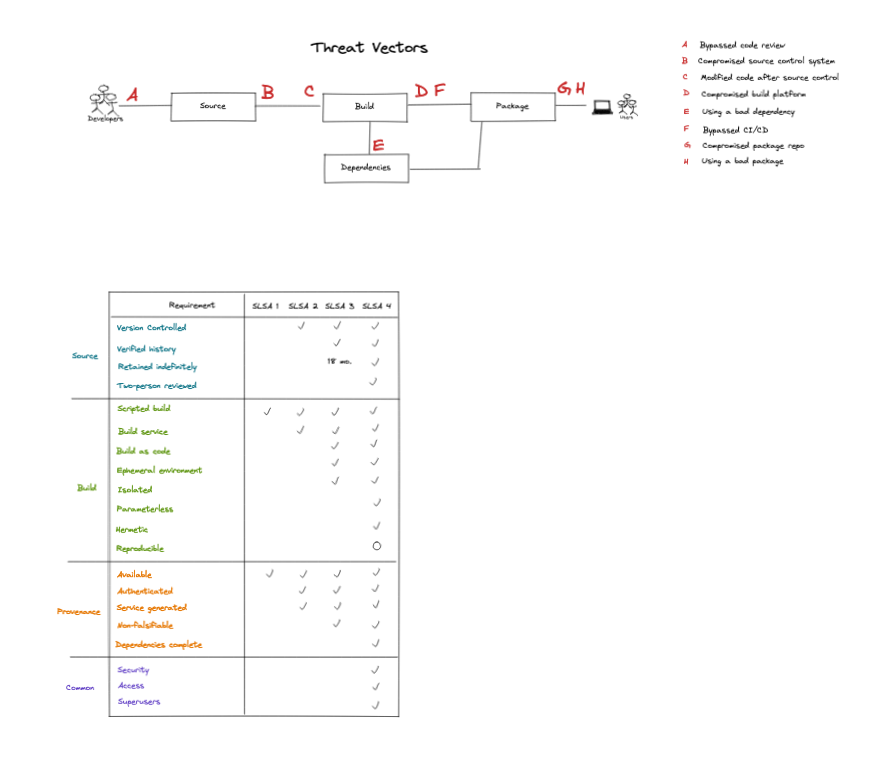 Threat Vectors
A Bypassed code review
B Compromised source control system
C Modified code after source control
D Compromised build platform
E Using a bad dependency
F Bypassed CI/CD
G Compromised package repo
H Using a bad package
A B C D F G H
Source Build Package
Developers Users
E
Dependencies
Requirement SLSA 1 SLSA 2 SLSA 3 SLSA 4
Source
Version Controlled ✓ ✓ ✓
Verified history ✓ ✓
Retained indefinitely 18 mo. ✓
Two-person reviewed ✓
Build
Scripted build ✓ ✓ ✓ ✓
Build service ✓ ✓ ✓
Build as code ✓ ✓
Ephemeral environment ✓ ✓
Isolated ✓ ✓
Parameterless ✓
Hermetic ✓
Reproducible O
Provenance
Available ✓ ✓ ✓ ✓
Authenticated ✓ ✓ ✓
Service generated ✓ ✓ ✓
Non-falsifiable ✓ ✓
Dependencies complete ✓
Common
Security ✓
Access ✓
Superusers ✓